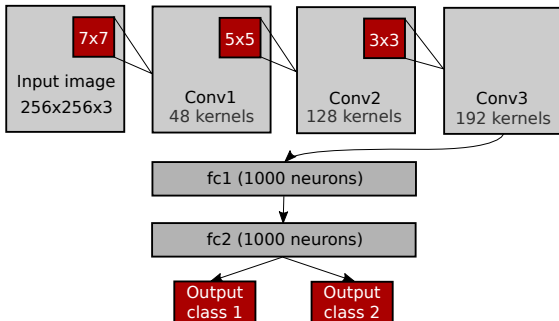 7x7
Input image
256x256x3
5x5
Conv1
48 kernels
3x3
Conv2
128 kernels
Conv3
192 kernels
fc1 (1000 neurons)
fc2 (1000 neurons)
Output
class 1
Output
class 2